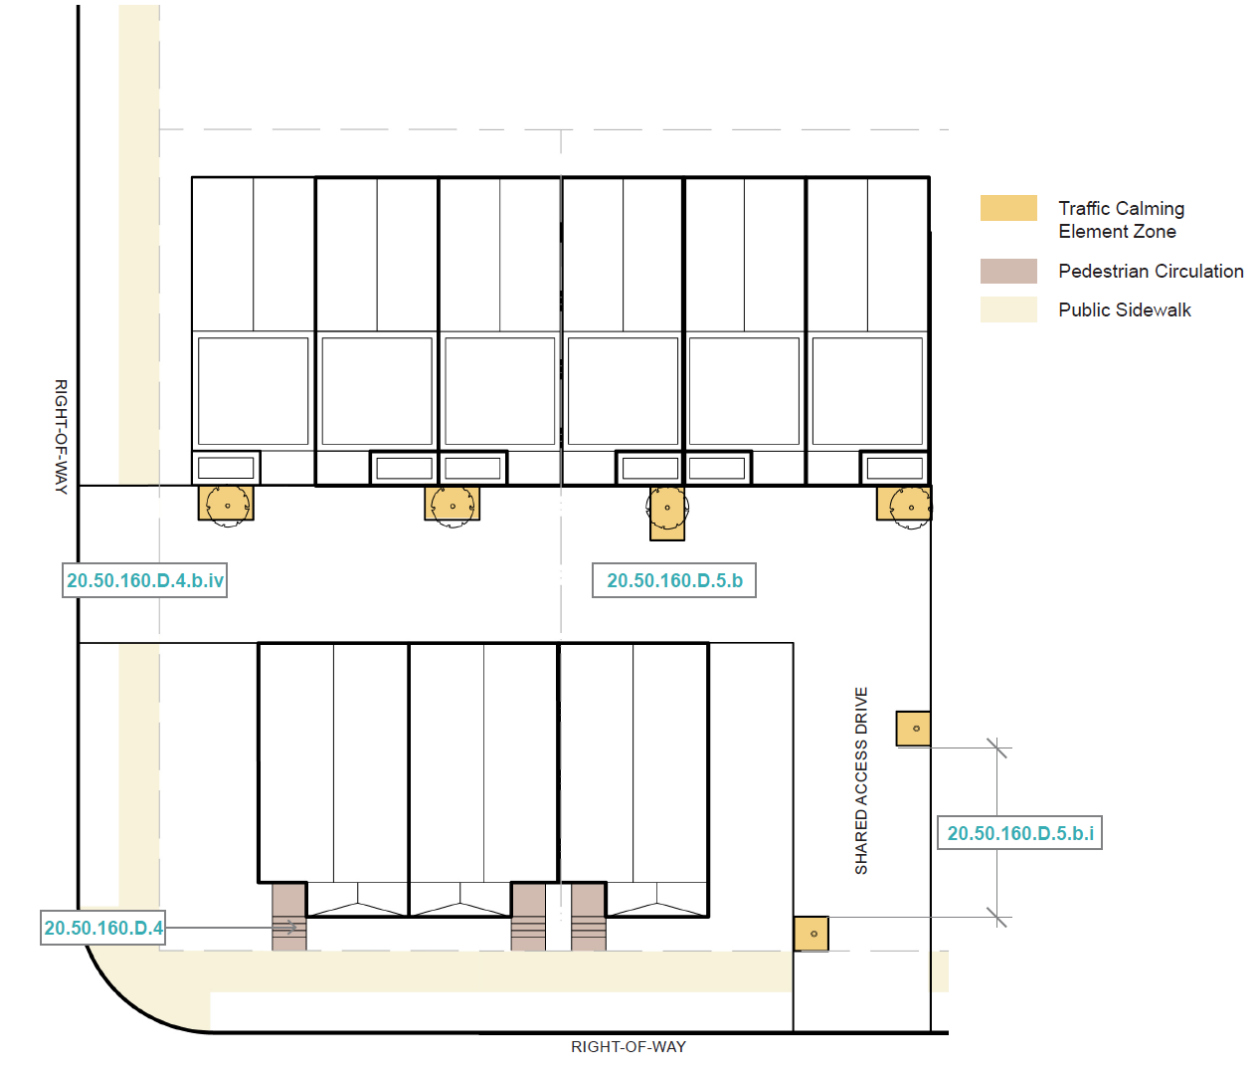 Traffic Calming
Element Zone
Pedestrian Circulation
Public Sidewalk
RIGHT-OF-WAY
20.50.160.D.4.b.iv
20.50.160.D.5.b
SHARED ACCESS DRIVE
20.50.160.D.5.b.i
20.50.160.D.4
RIGHT-OF-WAY